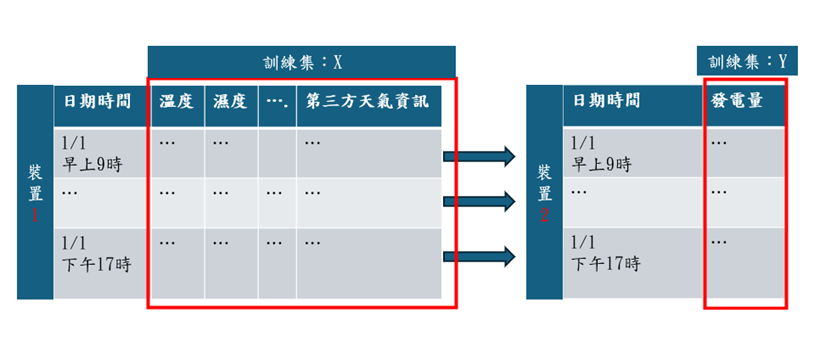 訓練集：X
訓練集：Y
裝置1
日期時間 溫度 濕度 …. 第三方天氣資訊
1/1 … … …
早上9時
… … … … …
1/1 … … … …
下午17時
裝置2
日期時間 發電量
1/1 …
早上9時
… …
1/1 …
下午17時